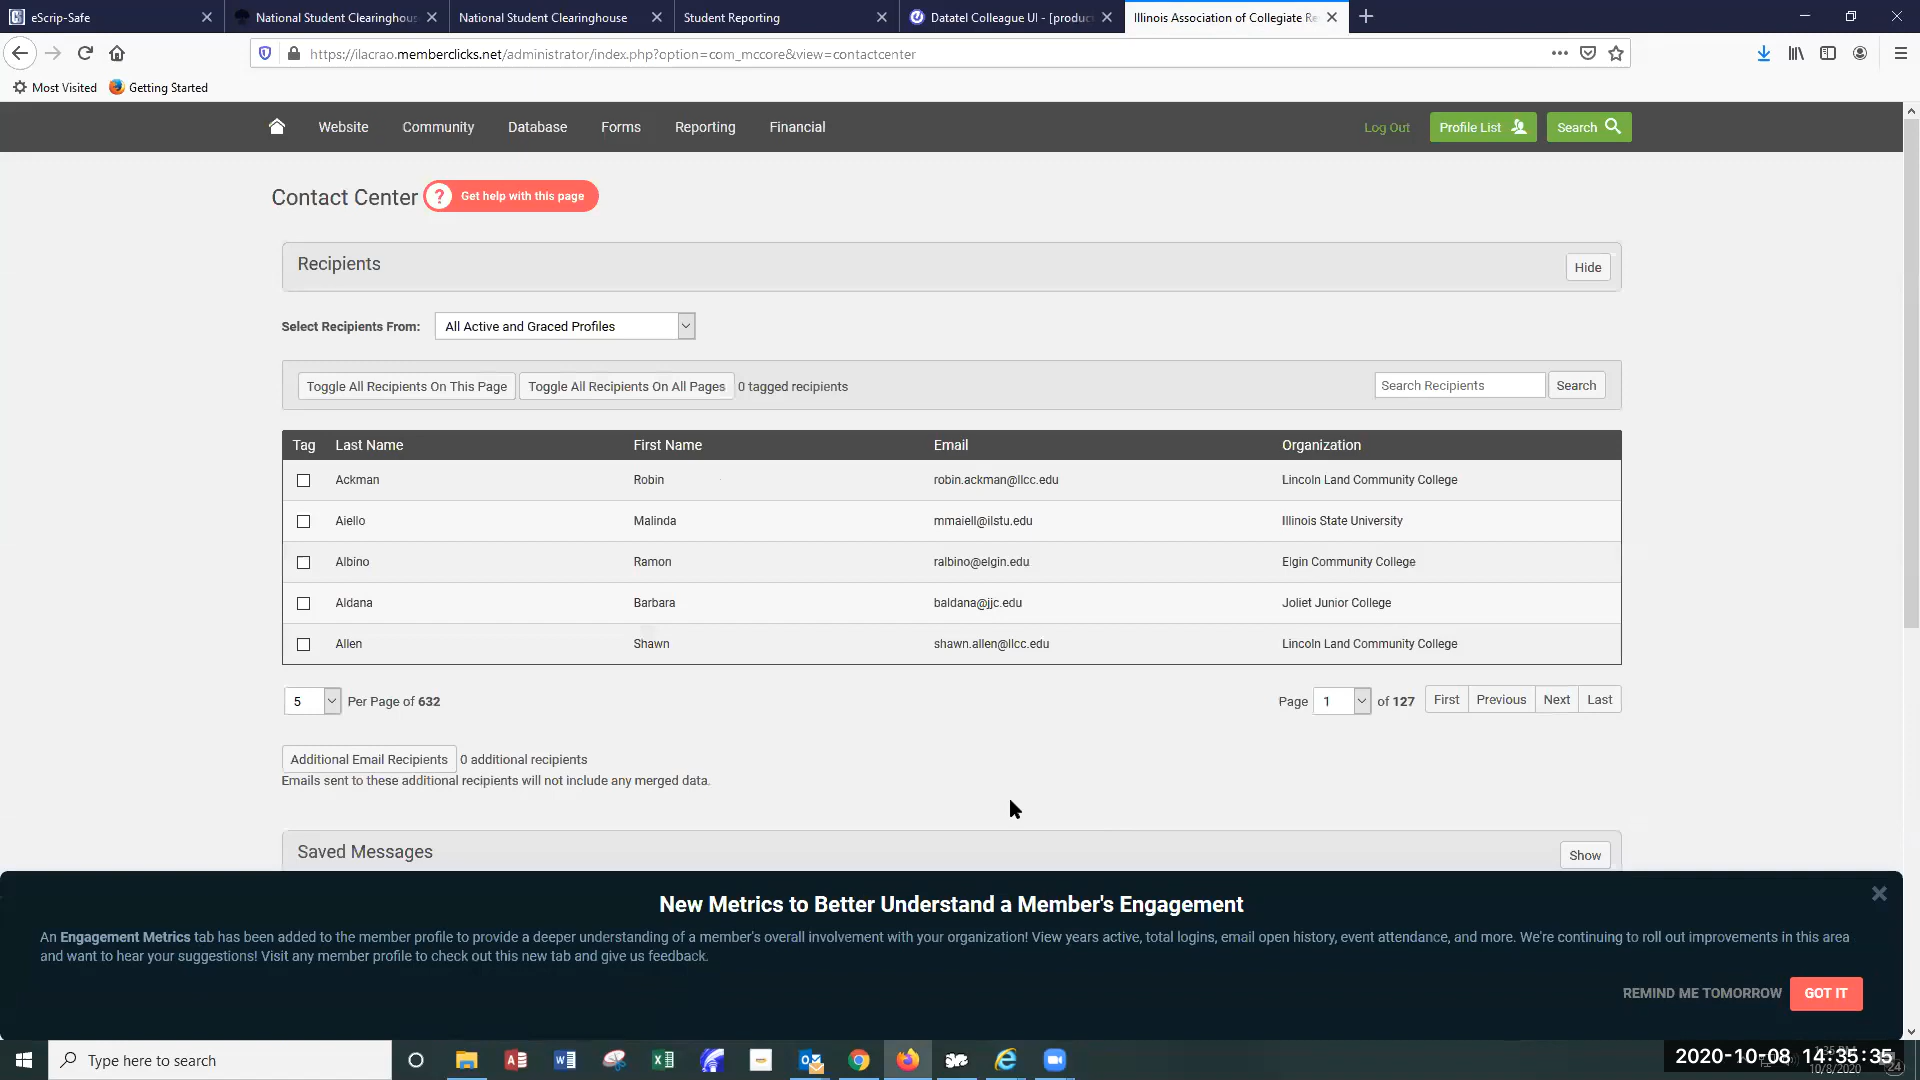 eScrip-Safe
National Student Clearinghous
National Student Clearinghouse
Student Reporting
Datatel Colleague UI - [produc
Illinois Association of Collegiate Re
https://ilacrao.memberclicks.net/administrator/index.php?option=com_mccore&view=contactcenter
Most Visited
Getting Started
Website
Community
Database
Forms
Reporting
Financial
Log Out
Profile List
Search
Contact Center
? Get help with this page
Recipients
Hide
Select Recipients From: All Active and Graced Profiles
Toggle All Recipients On This Page
Toggle All Recipients On All Pages
0 tagged recipients
Search Recipients
Search
Tag Last Name First Name Email Organization
Ackman Robin robin.ackman@llcc.edu Lincoln Land Community College
Aiello Malinda mmaiell@ilstu.edu Illinois State University
Albino Ramon ralbino@elgin.edu Elgin Community College
Aldana Barbara baldana@jjc.edu Joliet Junior College
Allen Shawn shawn.allen@llcc.edu Lincoln Land Community College
5 Per Page of 632
Page 1 of 127 First Previous Next Last
Additional Email Recipients 0 additional recipients
Emails sent to these additional recipients will not include any merged data.
Saved Messages
Show
New Metrics to Better Understand a Member's Engagement
An Engagement Metrics tab has been added to the member profile to provide a deeper understanding of a member's overall involvement with your organization! View years active, total logins, email open history, event attendance, and more. We're continuing to roll out improvements in this area
and want to hear your suggestions! Visit any member profile to check out this new tab and give us feedback.
REMIND ME TOMORROW
GOT IT
Type here to search
2020-10-08 14:35:35
10/8/2020
24